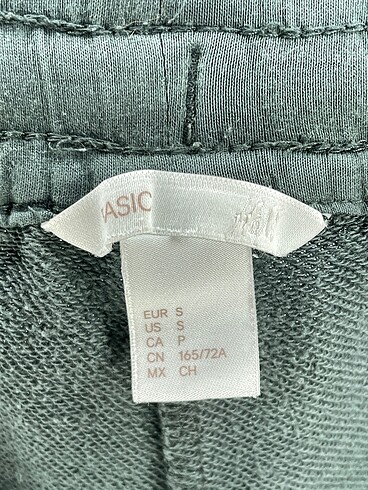 BASIC
H&M
EUR S
US S
CA P
CN 165/72A
MX CH